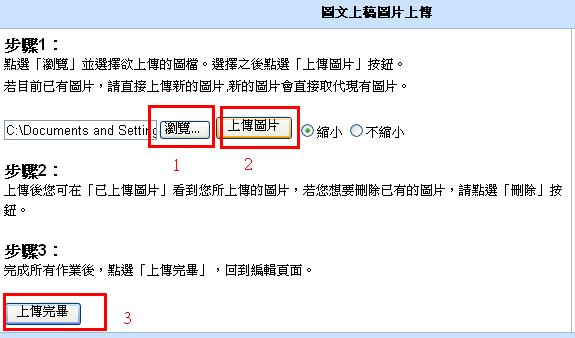 圖文上稿圖片上傳
步驟1：
點選「瀏覽」並選擇欲上傳的圖檔。選擇之後點選「上傳圖片」按鈕。
若目前已有圖片，請直接上傳新的圖片,新的圖片會直接取代現有圖片。
C:\Documents and Setting 瀏覽... 上傳圖片 縮小 不縮小
1 2
步驟2：
上傳後您可在「已上傳圖片」看到您所上傳的圖片，若您想要刪除已有的圖片，請點選「刪除」按
鈕。
步驟3：
完成所有作業後，點選「上傳完畢」，回到編輯頁面。
上傳完畢 3